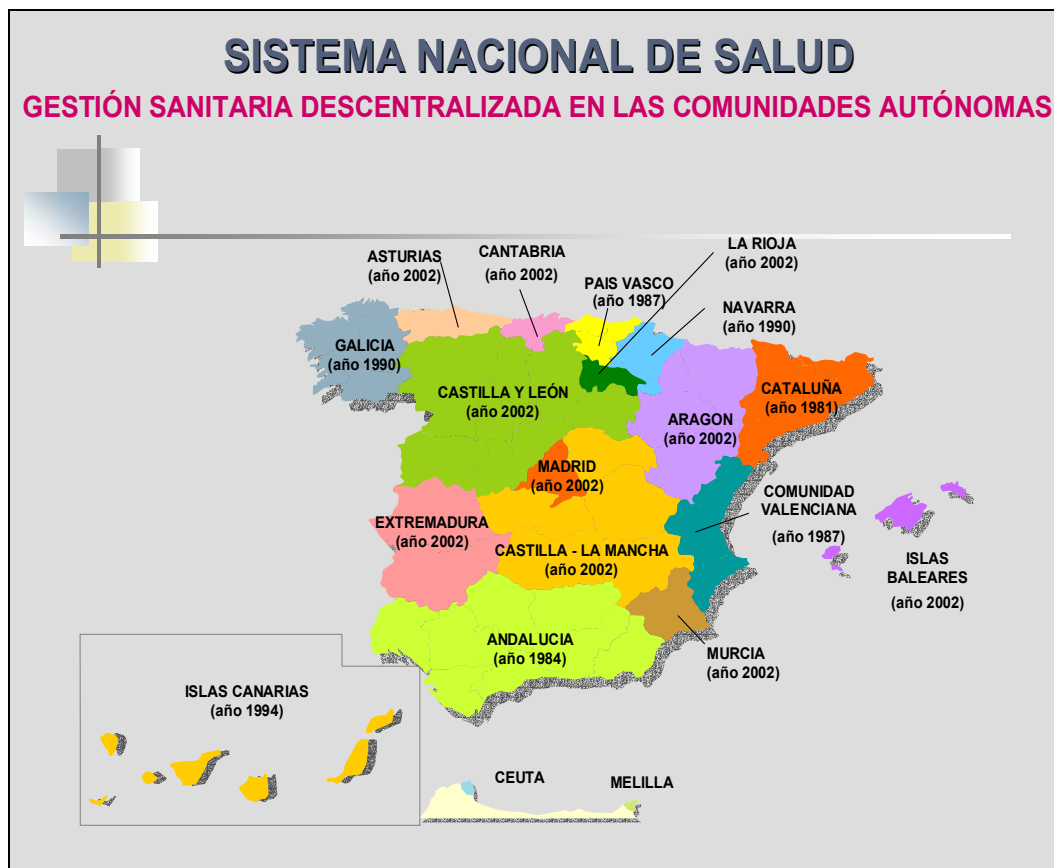 SISTEMA NACIONAL DE SALUD
GESTIÓN SANITARIA DESCENTRALIZADA EN LAS COMUNIDADES AUTÓNOMAS
ASTURIAS
(año 2002)
CANTABRIA
(año 2002)
PAIS VASCO
(año 1987)
LA RIOJA
(año 2002)
NAVARRA
(año 1990)
GALICIA
(año 1990)
CASTILLA Y LEÓN
(año 2002)
ARAGON
(año 2002)
CATALUÑA
(año 1981)
MADRID
(año 2002)
COMUNIDAD
VALENCIANA
(año 1987)
EXTREMADURA
(año 2002)
CASTILLA - LA MANCHA
(año 2002)
ISLAS
BALEARES
(año 2002)
ANDALUCIA
(año 1984)
MURCIA
(año 2002)
ISLAS CANARIAS
(año 1994)
CEUTA
MELILLA